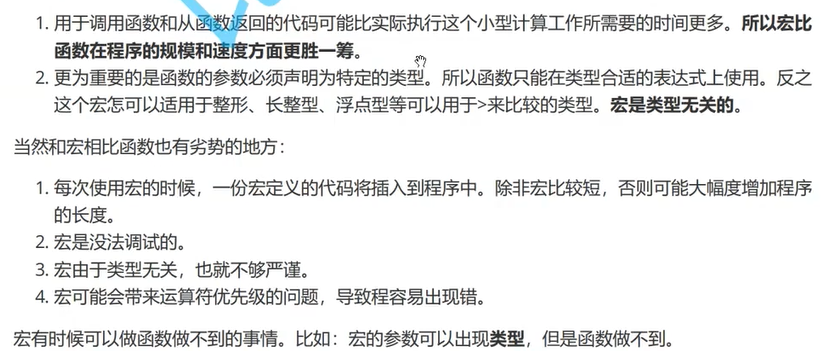 1. 用于调用函数和从函数返回的代码可能比实际执行这个小型计算工作所需要的时间更多。所以宏比
函数在程序的规模和速度方面更胜一筹。
2. 更为重要的是函数的参数必须声明为特定的类型。所以函数只能在类型合适的表达式上使用。反之
这个宏怎可以适用于整形、长整型、浮点型等可以用于>来比较的类型。宏是类型无关的。
当然和宏相比函数也有劣势的地方：
1. 每次使用宏的时候，一份宏定义的代码将插入到程序中。除非宏比较短，否则可能大幅度增加程序
的长度。
2. 宏是没法调试的。
3. 宏由于类型无关，也就不够严谨。
4. 宏可能会带来运算符优先级的问题，导致程容易出现错。
宏有时候可以做函数做不到的事情。比如：宏的参数可以出现类型，但是函数做不到。